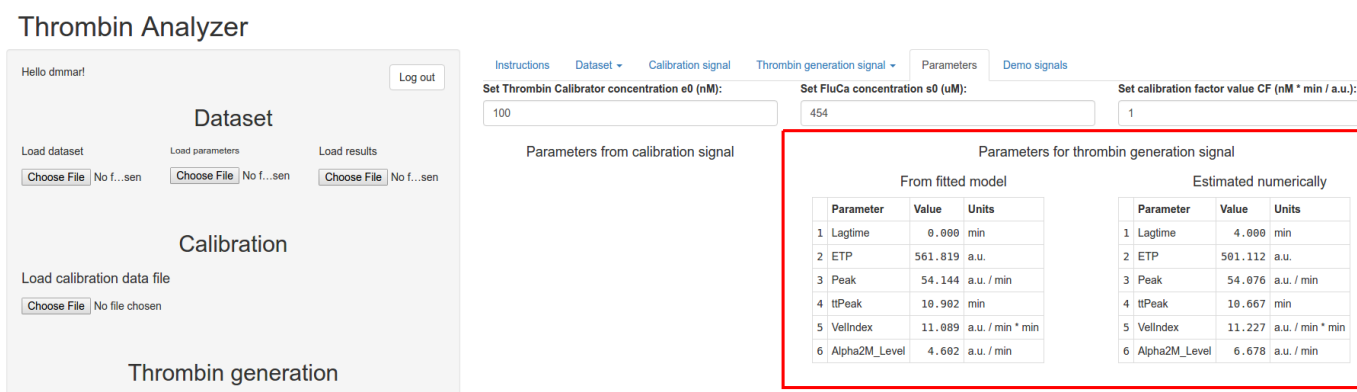 Thrombin Analyzer
Hello dmmar!
Log out
Dataset
Load dataset Load parameters Load results
Choose File No f...sen Choose File No f...sen Choose File No f...sen
Calibration
Load calibration data file
Choose File No file chosen
Thrombin generation
Instructions Dataset Calibration signal Thrombin generation signal Parameters Demo signals
Set Thrombin Calibrator concentration e0 (nM): Set FluCa concentration s0 (uM): Set calibration factor value CF (nM * min / a.u.):
100 454 1
Parameters from calibration signal
Parameters for thrombin generation signal
From fitted model
Parameter Value Units
1 Lagtime 0.000 min
2 ETP 561.819 a.u.
3 Peak 54.144 a.u. / min
4 ttPeak 10.902 min
5 VelIndex 11.089 a.u. / min * min
6 Alpha2M_Level 4.602 a.u. / min
Estimated numerically
Parameter Value Units
1 Lagtime 4.000 min
2 ETP 501.112 a.u.
3 Peak 54.076 a.u. / min
4 ttPeak 10.667 min
5 VelIndex 11.227 a.u. / min * min
6 Alpha2M_Level 6.678 a.u. / min